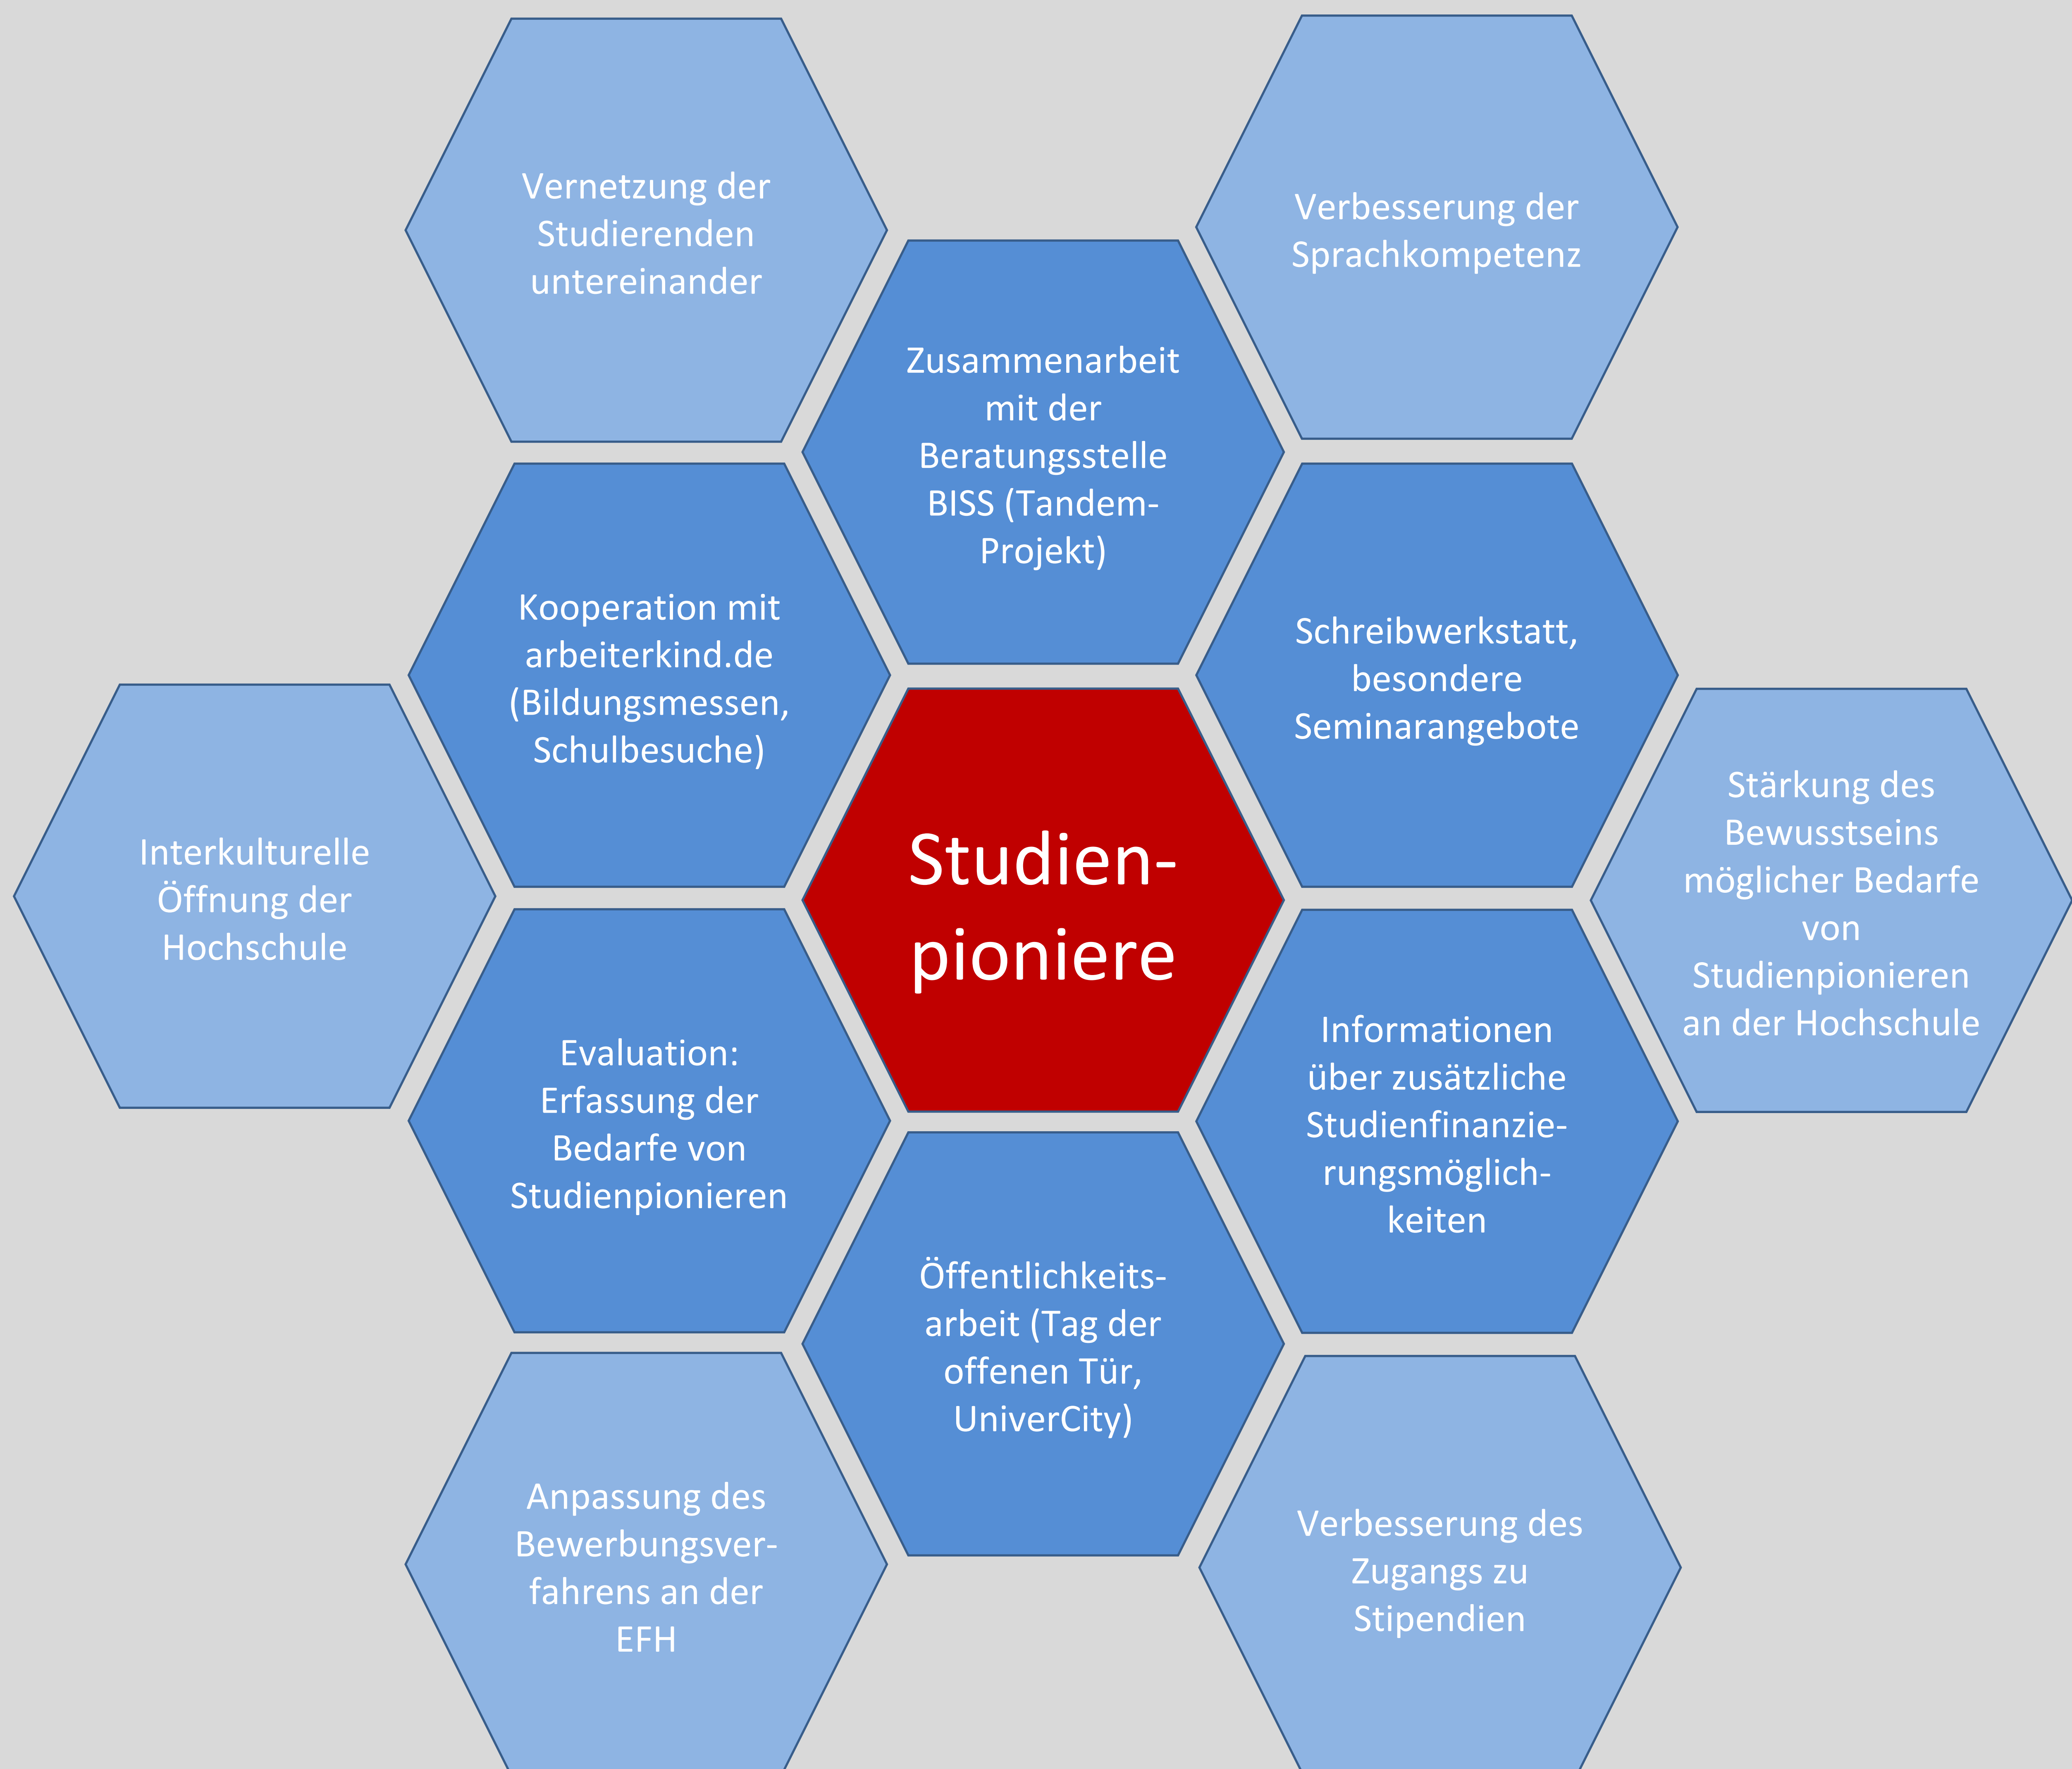 Vernetzung der
Studierenden
untereinander
Verbesserung der
Sprachkompetenz
Zusammenarbeit
mit der
Beratungsstelle
BISS (Tandem-
Projekt)
Kooperation mit
arbeiterkind.de
(Bildungsmessen,
Schulbesuche)
Schreibwerkstatt,
besondere
Seminarangebote
Interkulturelle
Öffnung der
Hochschule
Studien-
pioniere
Stärkung des
Bewusstseins
möglicher Bedarfe
von
Studienpionieren
an der Hochschule
Evaluation:
Erfassung der
Bedarfe von
Studienpionieren
Informationen
über zusätzliche
Studienfinanzie-
rungsmöglich-
keiten
Öffentlichkeits-
arbeit (Tag der
offenen Tür,
UniverCity)
Anpassung des
Bewerbungsver-
fahrens an der
EFH
Verbesserung des
Zugangs zu
Stipendien